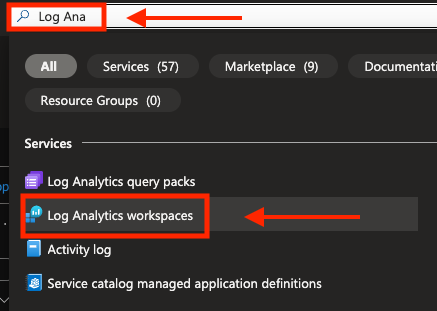 Log Ana
All Services (57) Marketplace (9) Documentati
Resource Groups (0)
Services
Log Analytics query packs
Log Analytics workspaces
Activity log
Service catalog managed application definitions